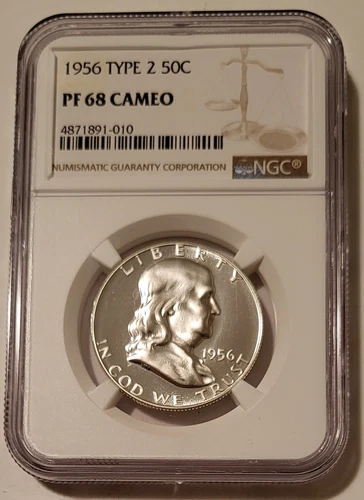 1956 TYPE 2 50C
PF 68 CAMEO
4871891-010
NUMISMATIC GUARANTY CORPORATION
NGC®
LIBERTY
1956
IN GOD WE TRUST